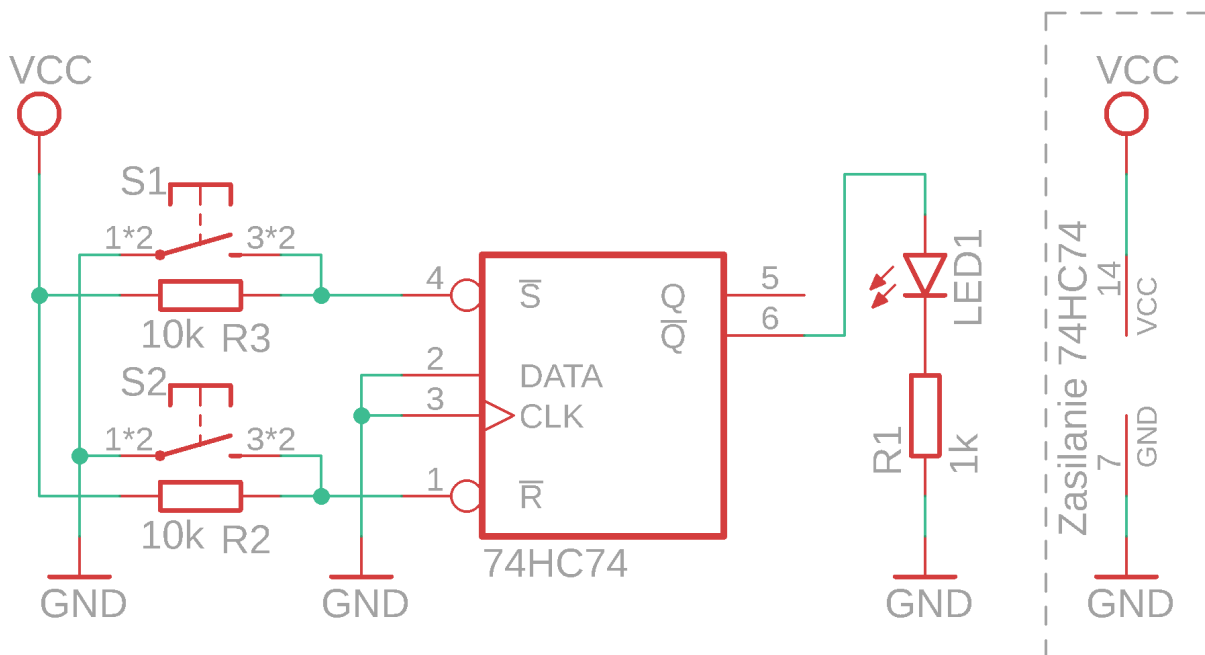 VCC
VCC
S1
1*2
3*2
10k
R3
S2
1*2
3*2
10k
R2
GND
GND
4
2
3
1
S̅
DATA
CLK
R̅
Q
Q̅
5
6
74HC74
LED1
R1
1k
GND
Zasilanie 74HC74
14
VCC
7
GND
GND